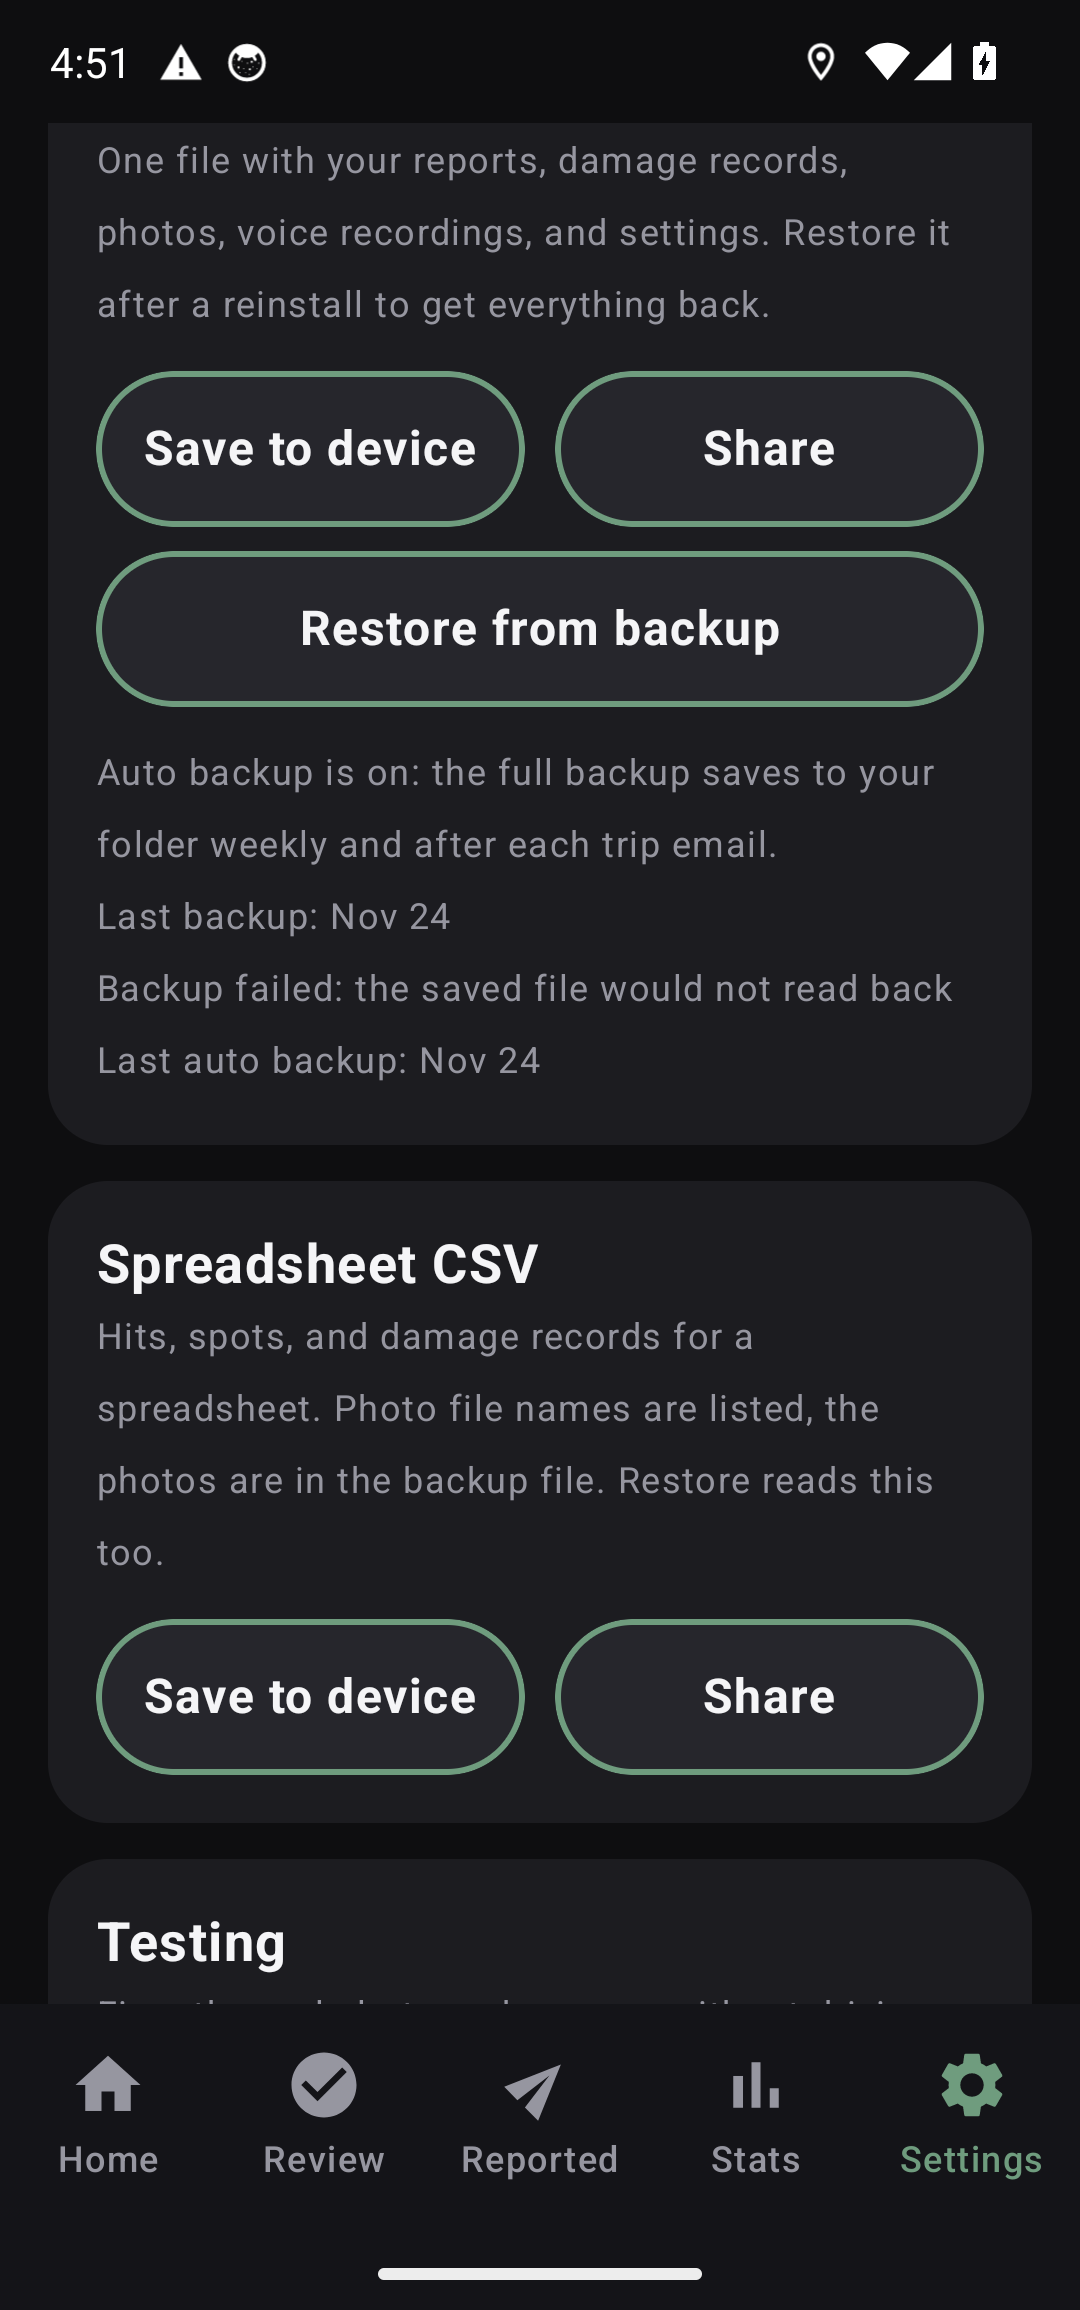 4:51
One file with your reports, damage records,
photos, voice recordings, and settings. Restore it
after a reinstall to get everything back.
Save to device
Share
Restore from backup
Auto backup is on: the full backup saves to your
folder weekly and after each trip email.
Last backup: Nov 24
Backup failed: the saved file would not read back
Last auto backup: Nov 24
Spreadsheet CSV
Hits, spots, and damage records for a
spreadsheet. Photo file names are listed, the
photos are in the backup file. Restore reads this
too.
Save to device
Share
Testing
Home
Review
Reported
Stats
Settings